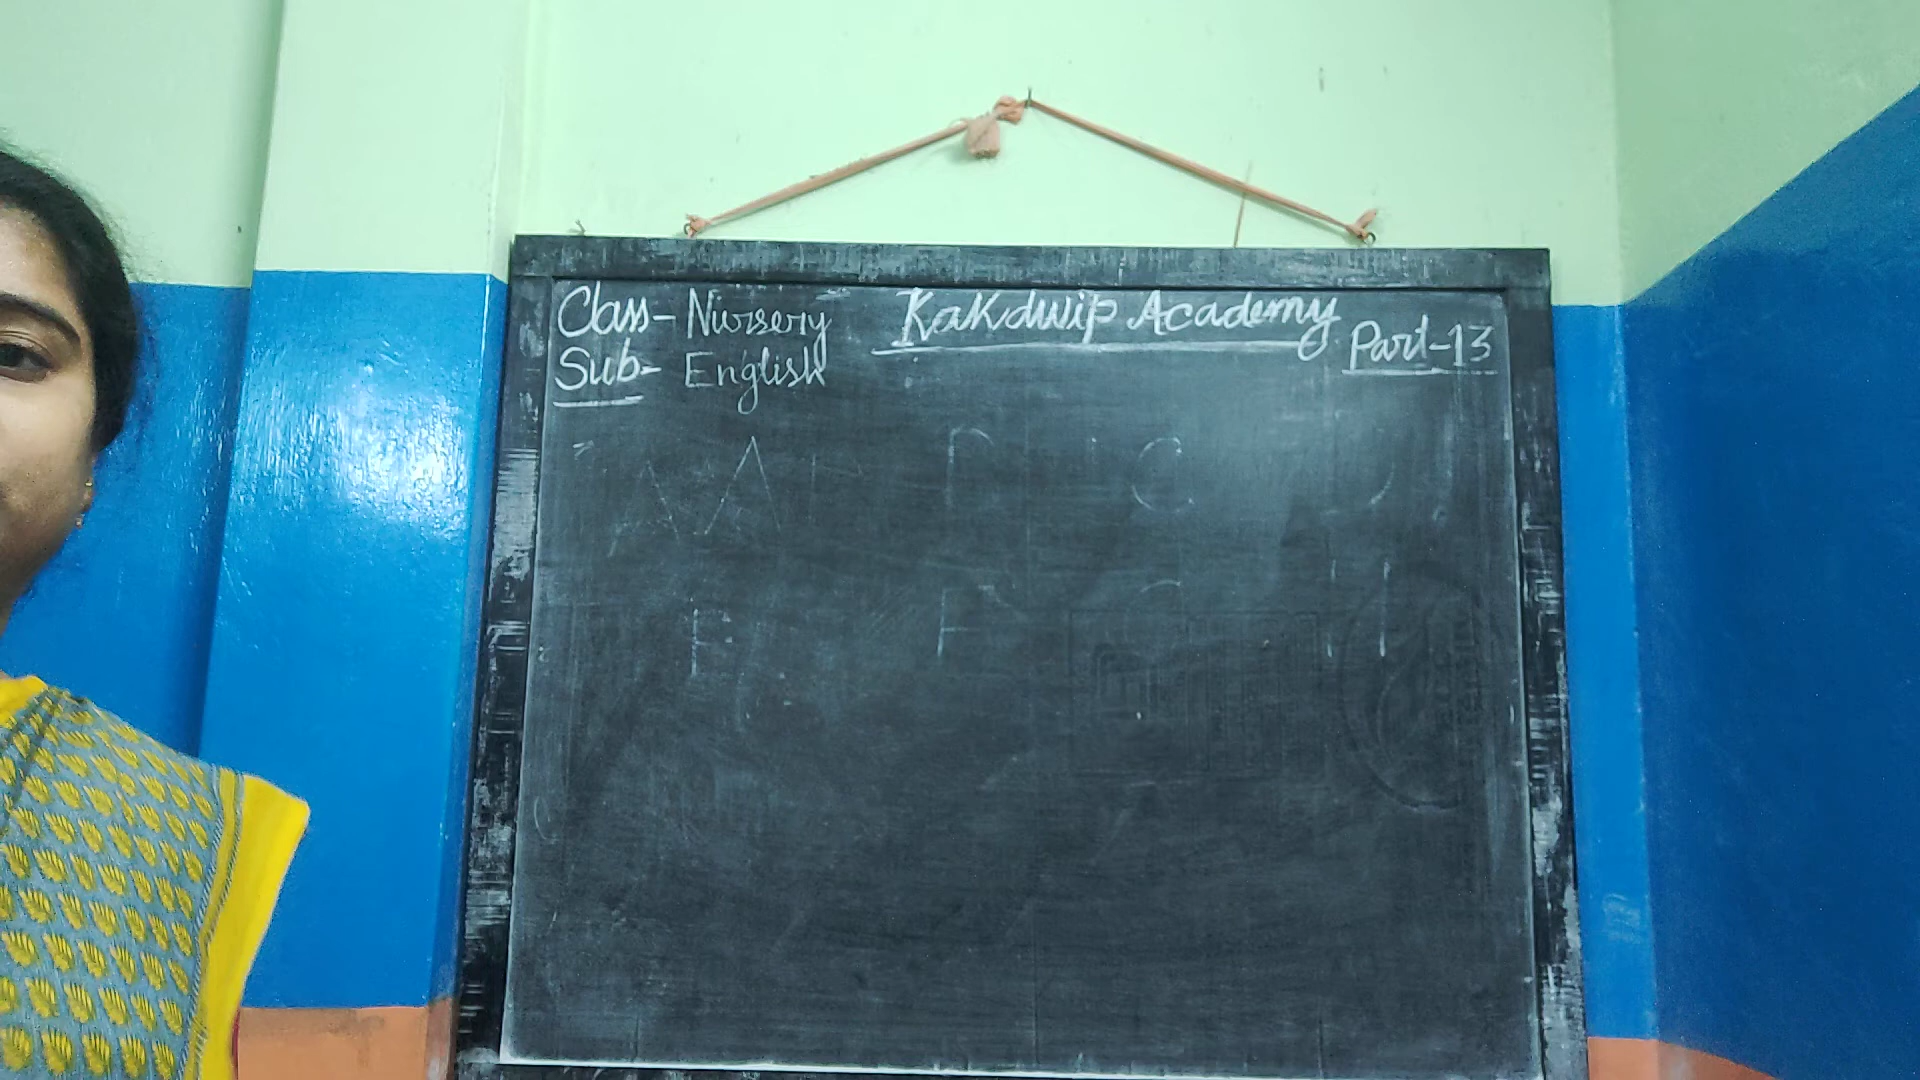 Class- Nursery
Kakdwip Academy
Part-13
Sub- English
A C
F H